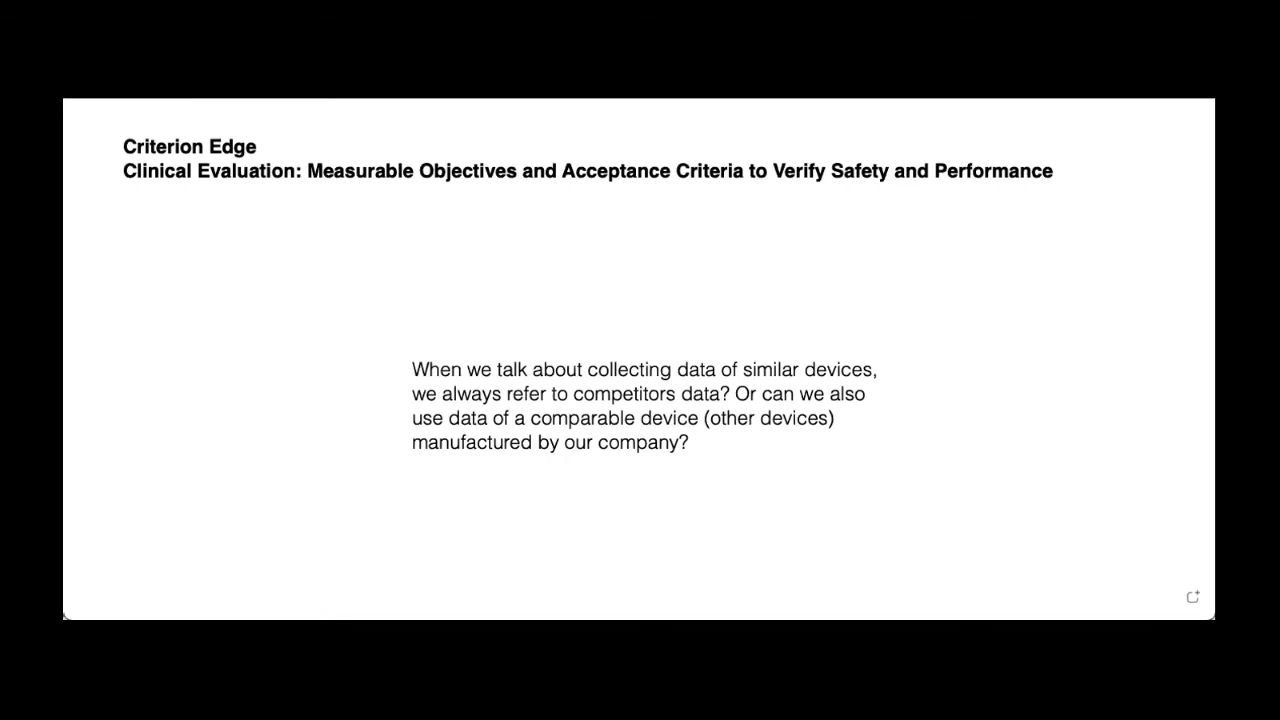 Criterion Edge
Clinical Evaluation: Measurable Objectives and Acceptance Criteria to Verify Safety and Performance
When we talk about collecting data of similar devices,
we always refer to competitors data? Or can we also
use data of a comparable device (other devices)
manufactured by our company?